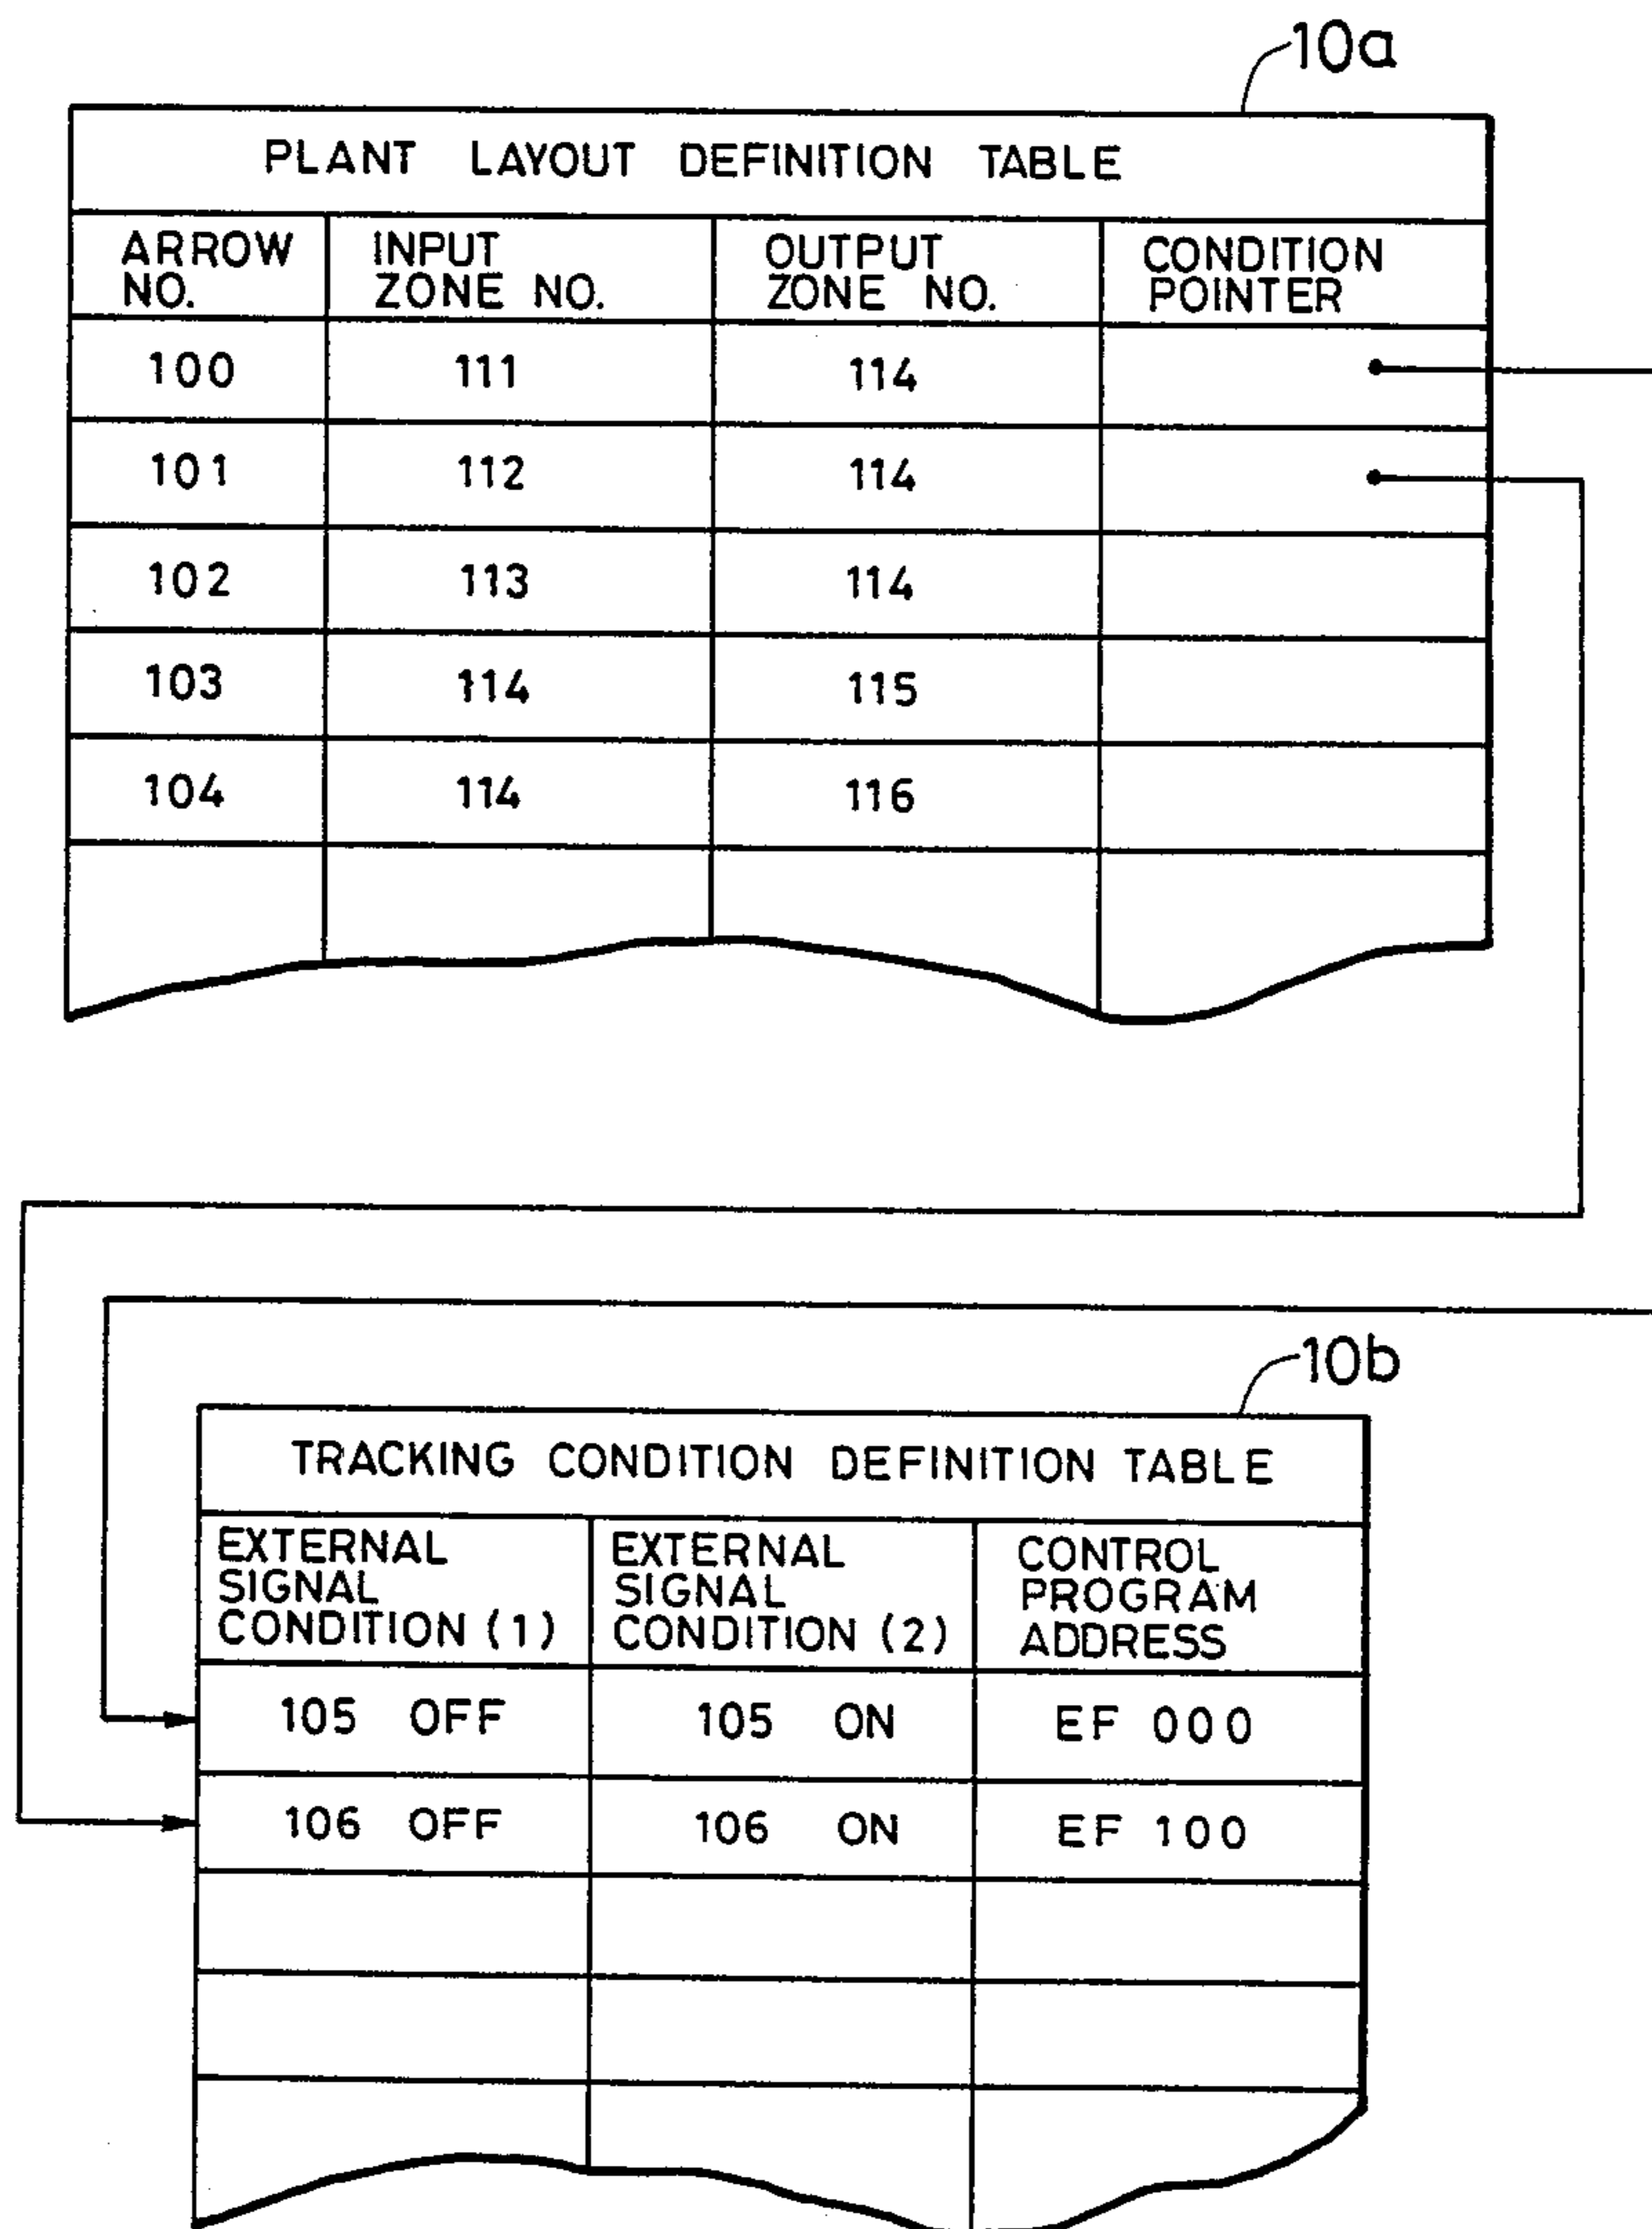 10a
PLANT LAYOUT DEFINITION TABLE
ARROW NO. INPUT ZONE NO. OUTPUT ZONE NO. CONDITION POINTER
100 111 114
101 112 114
102 113 114
103 114 115
104 114 116
10b
TRACKING CONDITION DEFINITION TABLE
EXTERNAL SIGNAL CONDITION (1) EXTERNAL SIGNAL CONDITION (2) CONTROL PROGRAM ADDRESS
105 OFF 105 ON EF 000
106 OFF 106 ON EF 100